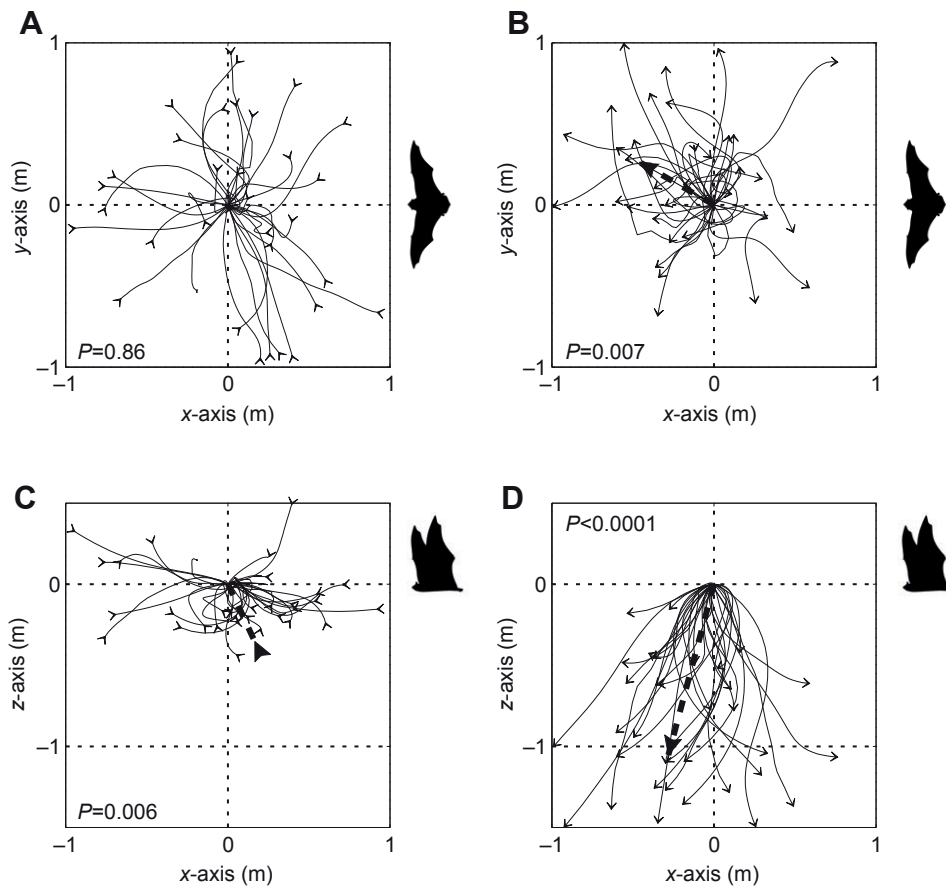 A
1
0
−1
y-axis (m)
P=0.86
−1
0
1
x-axis (m)
B
1
0
−1
y-axis (m)
P=0.007
−1
0
1
x-axis (m)
C
0
−1
z-axis (m)
P=0.006
−1
0
1
x-axis (m)
D
P<0.0001
0
−1
z-axis (m)
−1
0
1
x-axis (m)